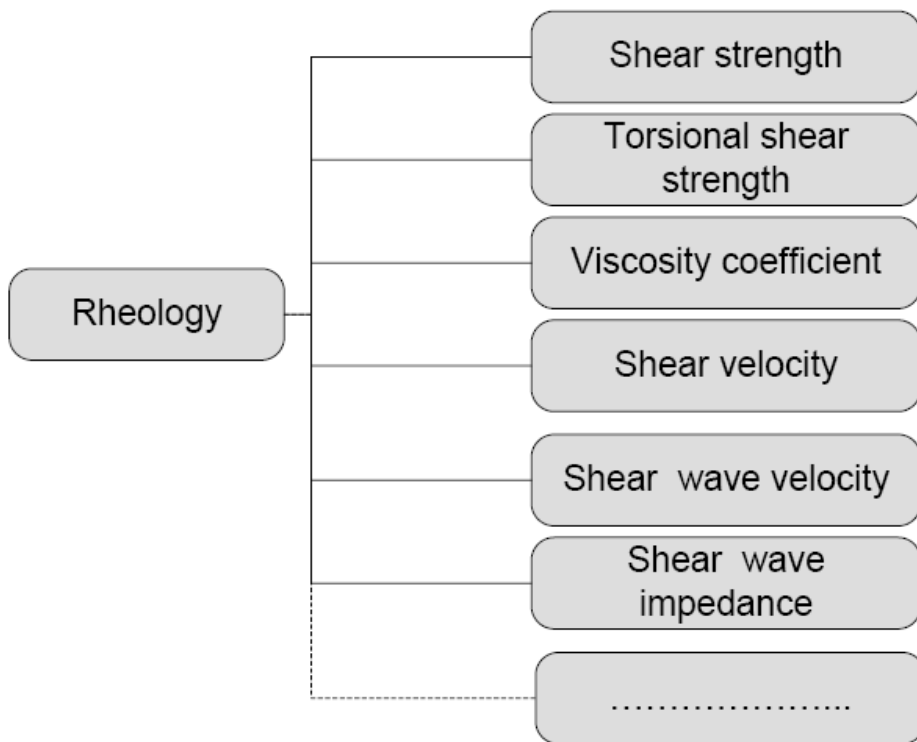 Shear strength
Torsional shear
strength
Viscosity coefficient
Rheology
Shear velocity
Shear wave velocity
Shear wave
impedance
…………………..